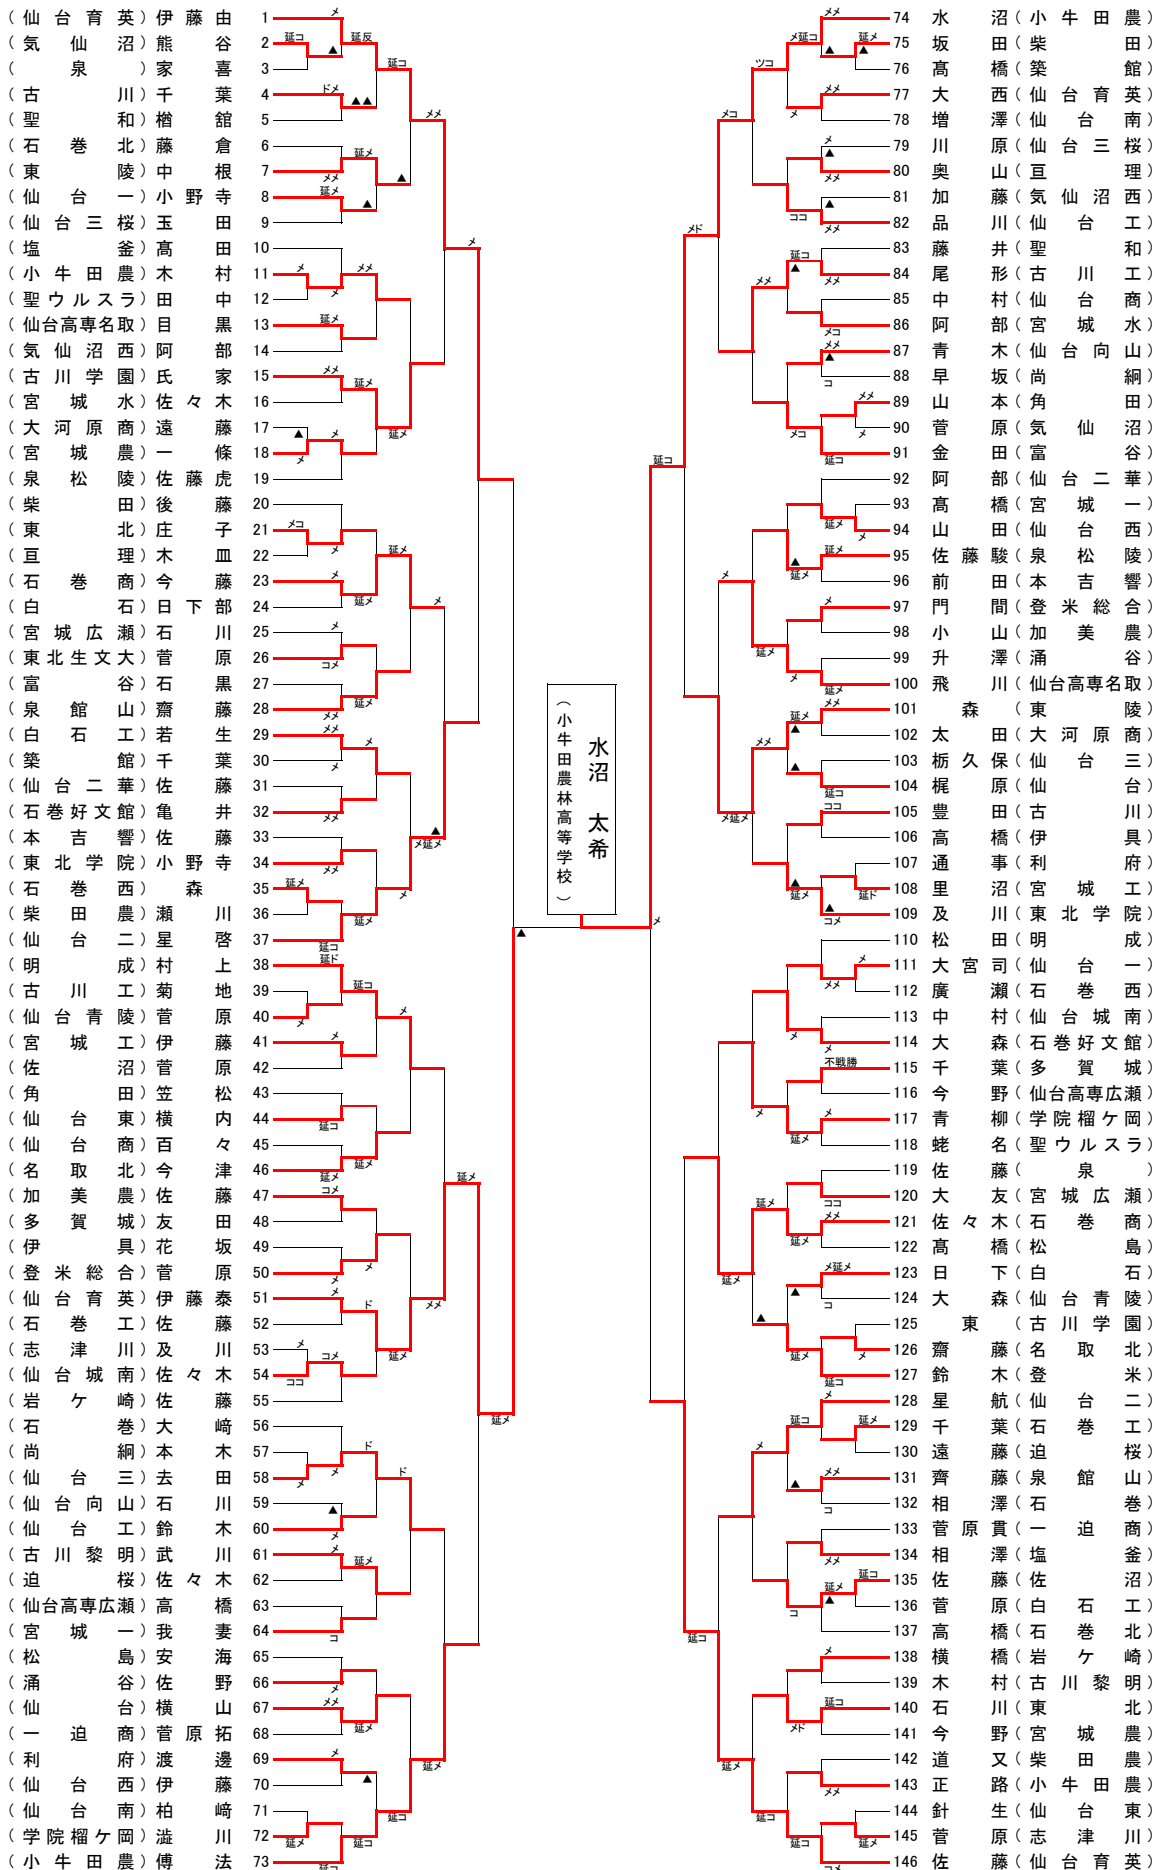 (仙台育英)伊藤由 1
(気仙沼)熊谷 2
(泉)家喜 3
(古川)千葉 4
(聖和)楢舘 5
(石巻北)藤倉 6
(東陵)中根 7
(仙台一)小野寺 8
(仙台三桜)玉田 9
(塩釜)髙田 10
(小牛田農)木村 11
(聖ウルスラ)田中 12
(仙台高専名取)目黒 13
(気仙沼西)阿部 14
(古川学園)氏家 15
(宮城水)佐々木 16
(大河原商)遠藤 17
(宮城農)一條 18
(泉松陵)佐藤虎 19
(柴田)後藤 20
(東北)庄子 21
(亘理)木皿 22
(石巻商)今藤 23
(白石)日下部 24
(宮城広瀬)石川 25
(東北生文大)菅原 26
(富谷)石黒 27
(泉館山)齋藤 28
(白石工)若生 29
(築館)千葉 30
(仙台二華)佐藤 31
(石巻好文館)亀井 32
(本吉響)佐藤 33
(東北学院)小野寺 34
(石巻西)森 35
(柴田農)瀬川 36
(仙台二)星啓 37
(明成)村上 38
(古川工)菊地 39
(仙台青陵)菅原 40
(宮城工)伊藤 41
(佐沼)菅原 42
(角田)笠松 43
(仙台東)横内 44
(仙台商)百々 45
(名取北)今津 46
(加美農)佐藤 47
(多賀城)友田 48
(伊具)花坂 49
(登米総合)菅原 50
(仙台育英)伊藤泰 51
(石巻工)佐藤 52
(志津川)及川 53
(仙台城南)佐々木 54
(岩ケ崎)佐藤 55
(石巻)大﨑 56
(尚絅)本木 57
(仙台三)去田 58
(仙台向山)石川 59
(仙台工)鈴木 60
(古川黎明)武川 61
(迫桜)佐々木 62
(仙台高専広瀬)高橋 63
(宮城一)我妻 64
(松島)安海 65
(涌谷)佐野 66
(仙台)横山 67
(一迫商)菅原拓 68
(利府)渡邊 69
(仙台西)伊藤 70
(仙台南)柏﨑 71
(学院榴ケ岡)澁川 72
(小牛田農)傅法 73
水沼 太希
(小牛田農林高等学校)
74 水沼(小牛田農)
75 坂田(柴田)
76 髙橋(築館)
77 大西(仙台育英)
78 増澤(仙台南)
79 川原(仙台三桜)
80 奥山(亘理)
81 加藤(気仙沼西)
82 品川(仙台工)
83 藤井(聖和)
84 尾形(古川工)
85 中村(仙台商)
86 阿部(宮城水)
87 青木(仙台向山)
88 早坂(尚絅)
89 山本(角田)
90 菅原(気仙沼)
91 金田(富谷)
92 阿部(仙台二華)
93 髙橋(宮城一)
94 山田(仙台西)
95 佐藤駿(泉松陵)
96 前田(本吉響)
97 門間(登米総合)
98 小山(加美農)
99 升澤(涌谷)
100 飛川(仙台高専名取)
101 森(東陵)
102 太田(大河原商)
103 栃久保(仙台三)
104 梶原(仙台)
105 豊田(古川)
106 高橋(伊具)
107 通事(利府)
108 里沼(宮城工)
109 及川(東北学院)
110 松田(明成)
111 大宮司(仙台一)
112 廣瀬(石巻西)
113 中村(仙台城南)
114 大森(石巻好文館)
115 千葉(多賀城)
116 今野(仙台高専広瀬)
117 青柳(学院榴ケ岡)
118 蛯名(聖ウルスラ)
119 佐藤(泉)
120 大友(宮城広瀬)
121 佐々木(石巻商)
122 髙橋(松島)
123 日下(白石)
124 大森(仙台青陵)
125 東(古川学園)
126 齋藤(名取北)
127 鈴木(登米)
128 星航(仙台二)
129 千葉(石巻工)
130 遠藤(迫桜)
131 齊藤(泉館山)
132 相澤(石巻)
133 菅原貫(一迫商)
134 相澤(塩釜)
135 佐藤(佐沼)
136 菅原(白石工)
137 高橋(石巻北)
138 横橋(岩ケ崎)
139 木村(古川黎明)
140 石川(東北)
141 今野(宮城農)
142 道又(柴田農)
143 正路(小牛田農)
144 針生(仙台東)
145 菅原(志津川)
146 佐藤(仙台育英)
不戦勝